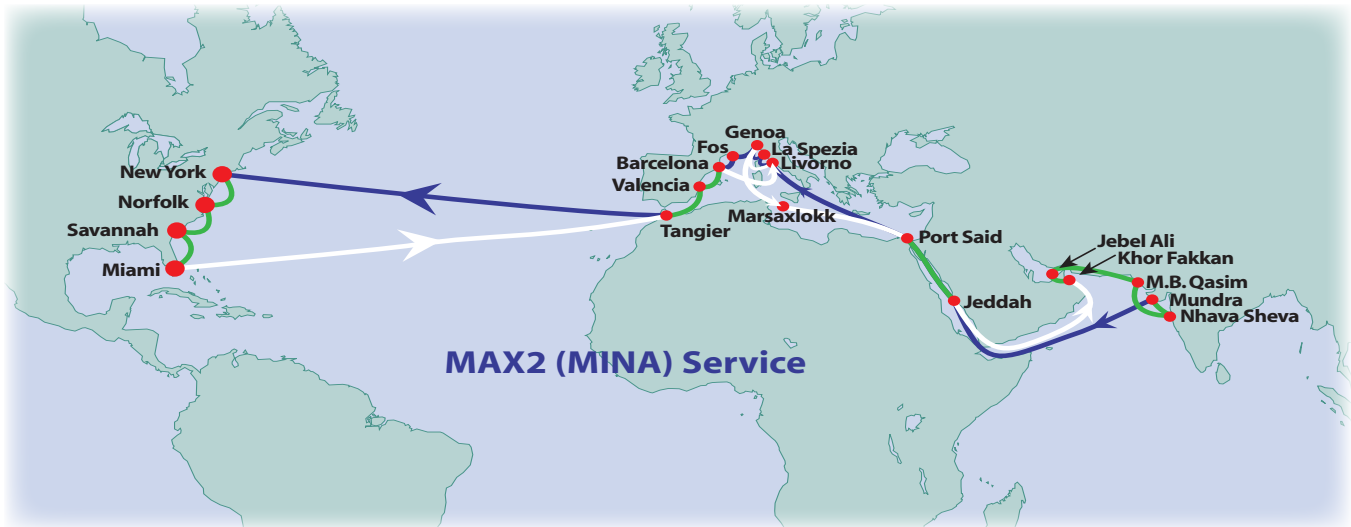 Genoa
Fos
La Spezia
Barcelona
Livorno
New York
Valencia
Norfolk
Marsaxlokk
Savannah
Tangier
Port Said
Jebel Ali
Khor Fakkan
Miami
M.B. Qasim
Mundra
Jeddah
Nhava Sheva
MAX2 (MINA) Service